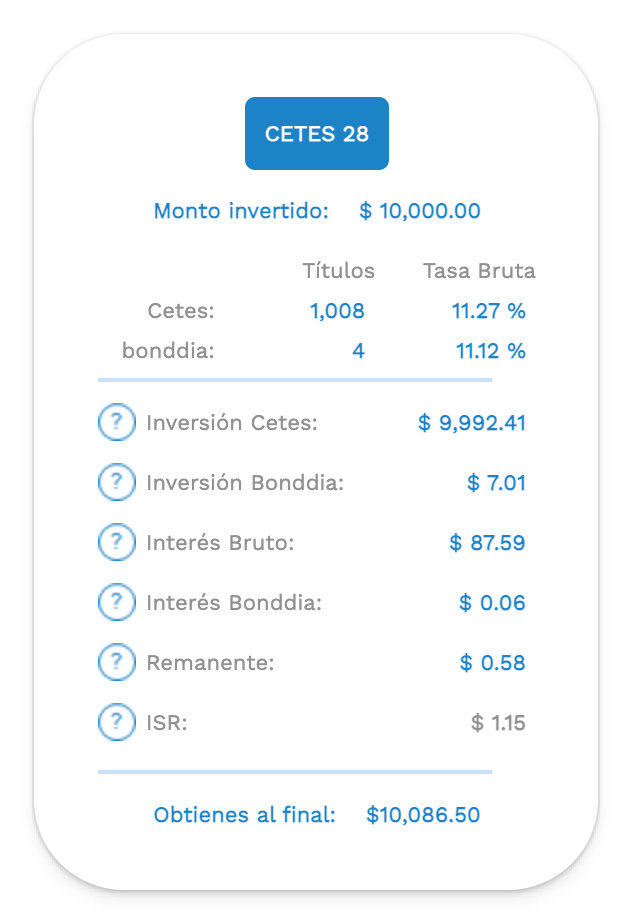 CETES 28
Monto invertido: $ 10,000.00
Títulos Tasa Bruta
Cetes: 1,008 11.27 %
bonddia: 4 11.12 %
? Inversión Cetes: $ 9,992.41
? Inversión Bonddia: $ 7.01
? Interés Bruto: $ 87.59
? Interés Bonddia: $ 0.06
? Remanente: $ 0.58
? ISR: $ 1.15
Obtienes al final: $10,086.50